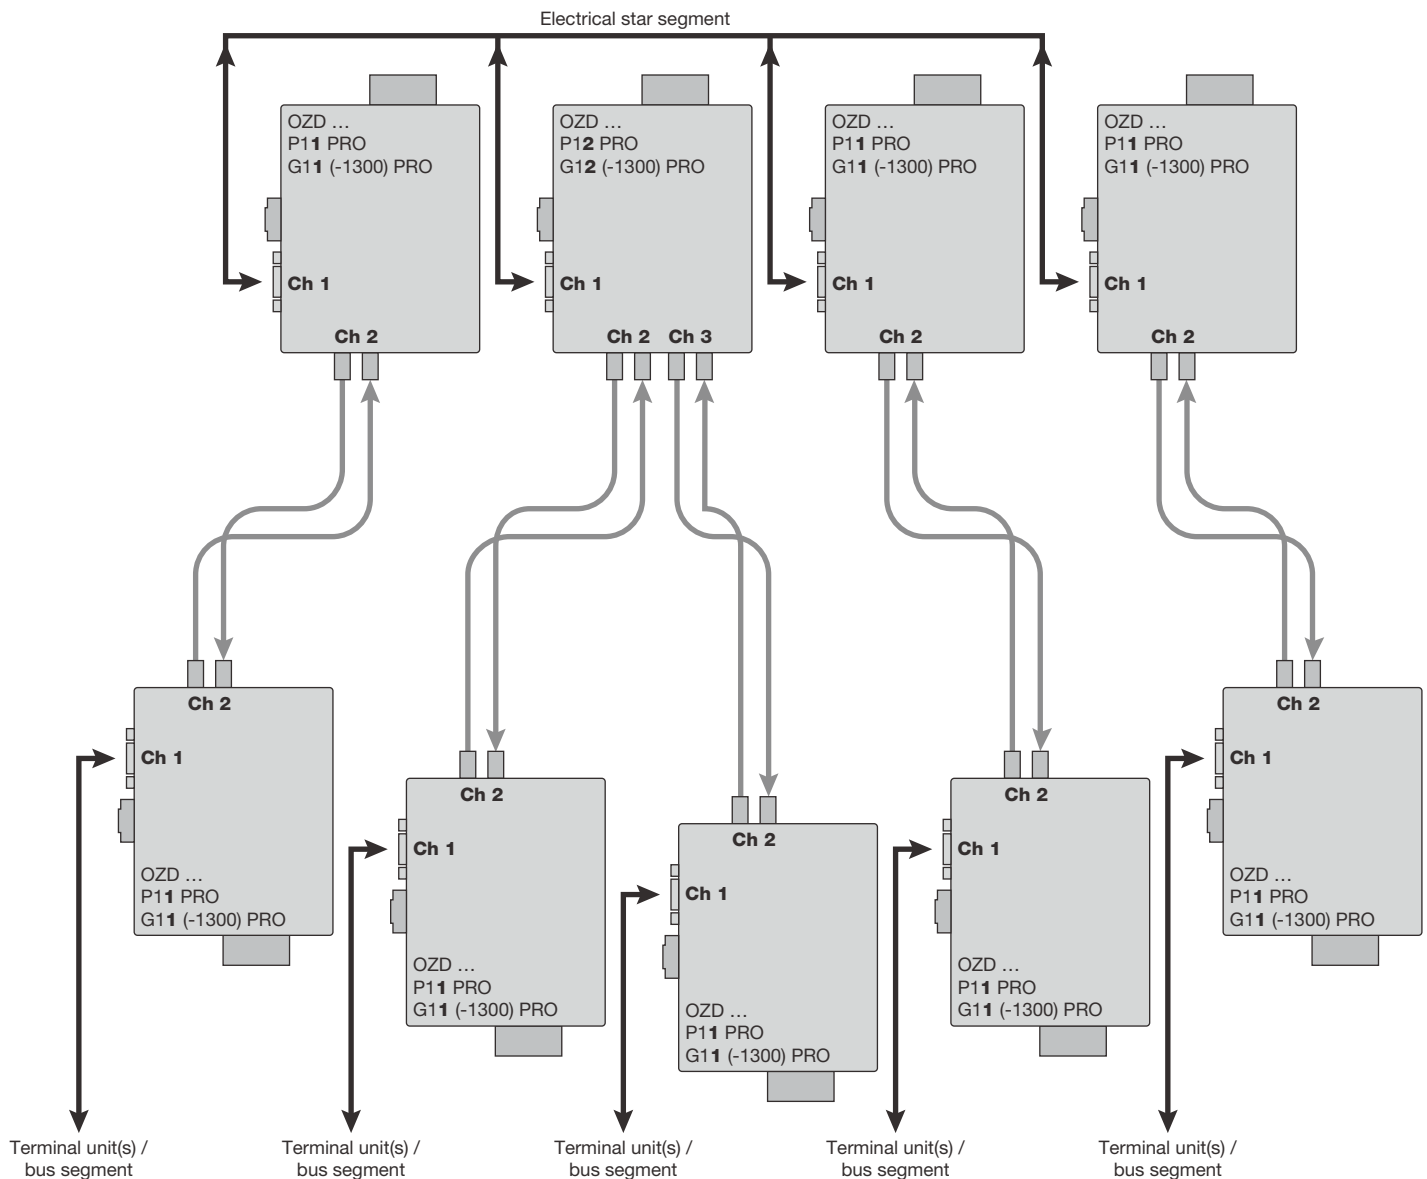 Electrical star segment
OZD …
P11 PRO
G11 (-1300) PRO
Ch 1
Ch 2
OZD …
P12 PRO
G12 (-1300) PRO
Ch 1
Ch 2 Ch 3
OZD …
P11 PRO
G11 (-1300) PRO
Ch 1
Ch 2
OZD …
P11 PRO
G11 (-1300) PRO
Ch 1
Ch 2
Ch 2
Ch 1
OZD …
P11 PRO
G11 (-1300) PRO
Ch 2
Ch 1
OZD …
P11 PRO
G11 (-1300) PRO
Ch 2
Ch 1
OZD …
P11 PRO
G11 (-1300) PRO
Ch 2
Ch 1
OZD …
P11 PRO
G11 (-1300) PRO
Ch 2
Ch 1
OZD …
P11 PRO
G11 (-1300) PRO
Terminal unit(s) /
bus segment
Terminal unit(s) /
bus segment
Terminal unit(s) /
bus segment
Terminal unit(s) /
bus segment
Terminal unit(s) /
bus segment